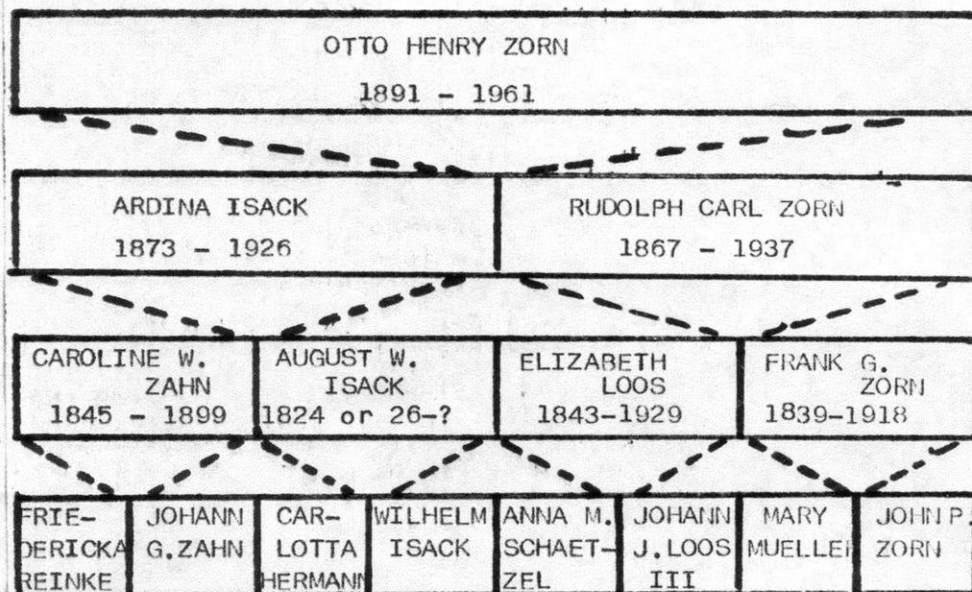 OTTO HENRY ZORN
1891 - 1961
ARDINA ISACK
1873 - 1926
RUDOLPH CARL ZORN
1867 - 1937
CAROLINE W.
ZAHN
1845 - 1899
AUGUST W.
ISACK
1824 or 26-?
ELIZABETH
LOOS
1843-1929
FRANK G.
ZORN
1839-1918
FRIE-
DERICKA
REINKE
JOHANN
G.ZAHN
CAR-
LOTTA
HERMANN
WILHELM
ISACK
ANNA M.
SCHAET-
ZEL
JOHANN
J.LOOS
III
MARY
MUELLER
JOHN P
ZORN